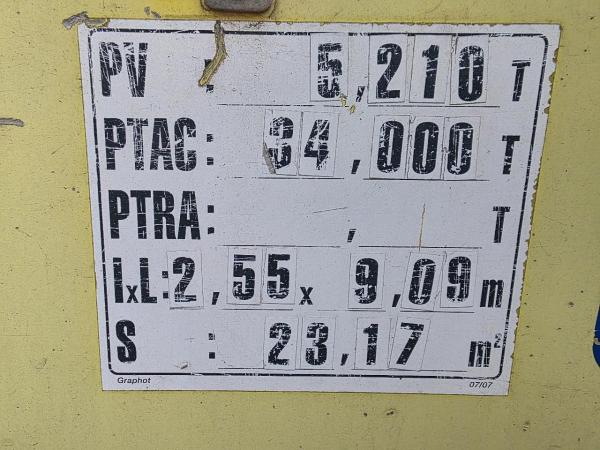 PV : 5,210 T
PTAC: 34,000 T
PTRA: , T
lxL: 2,55 x 9,09 m
S : 23,17 m²
Graphot 07/07